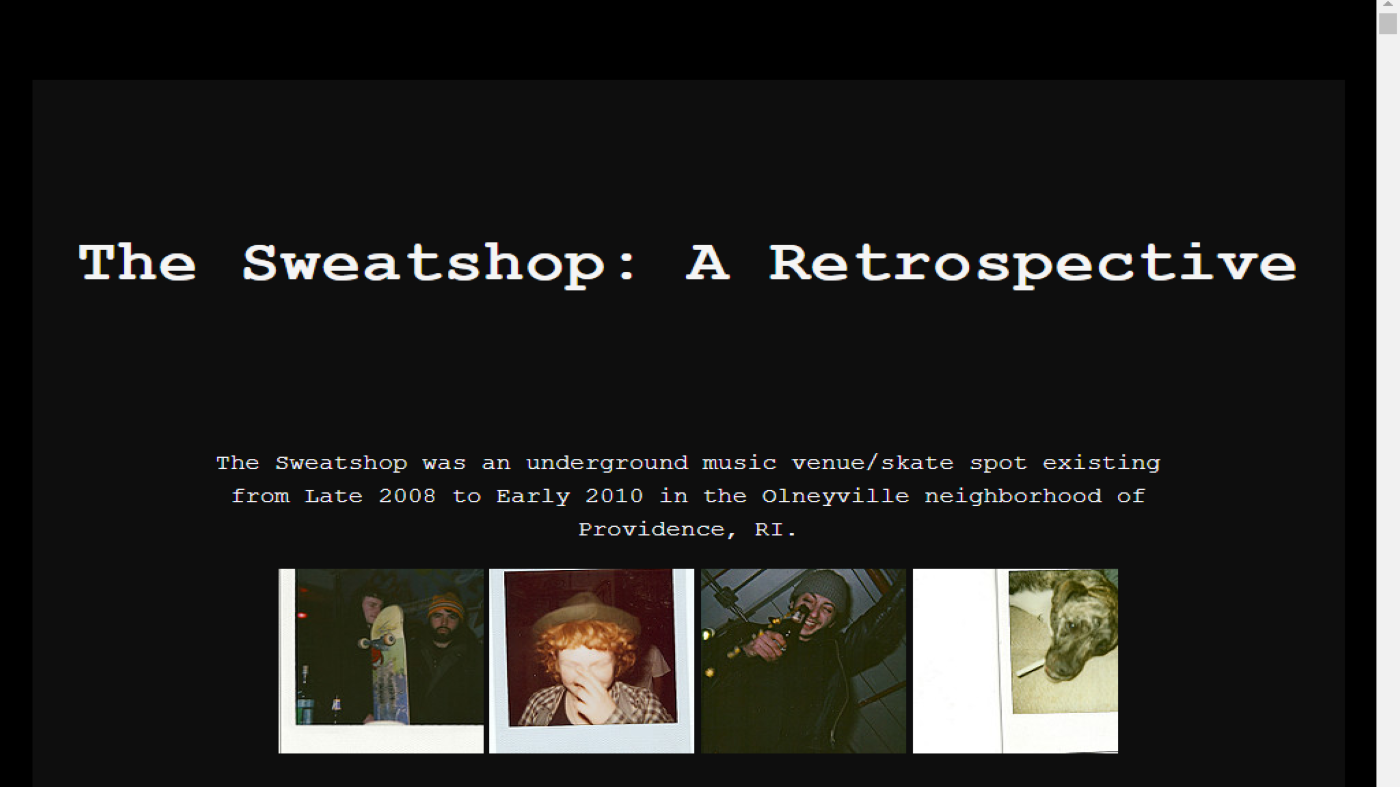 The Sweatshop: A Retrospective
The Sweatshop was an underground music venue/skate spot existing
from Late 2008 to Early 2010 in the Olneyville neighborhood of
Providence, RI.